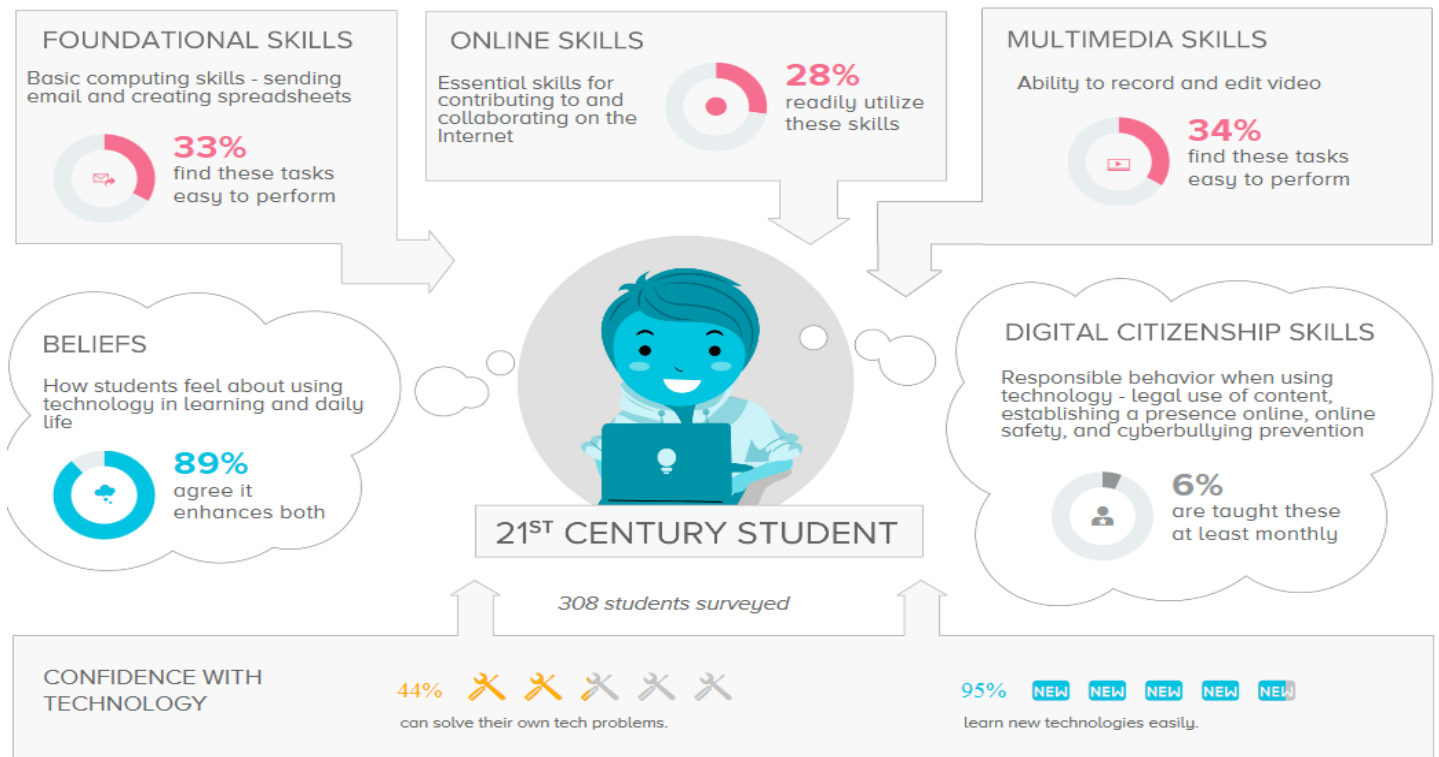 FOUNDATIONAL SKILLS
Basic computing skills - sending
email and creating spreadsheets
33%
find these tasks
easy to perform
ONLINE SKILLS
Essential skills for
contributing to and
collaborating on the
Internet
28%
readily utilize
these skills
MULTIMEDIA SKILLS
Ability to record and edit video
34%
find these tasks
easy to perform
BELIEFS
How students feel about using
technology in learning and daily
life
89%
agree it
enhances both
DIGITAL CITIZENSHIP SKILLS
Responsible behavior when using
technology - legal use of content,
establishing a presence online, online
safety, and cyberbullying prevention
6%
are taught these
at least monthly
21ST CENTURY STUDENT
308 students surveyed
CONFIDENCE WITH
TECHNOLOGY
44%
can solve their own tech problems.
95% NEW NEW NEW NEW NEW
learn new technologies easily.